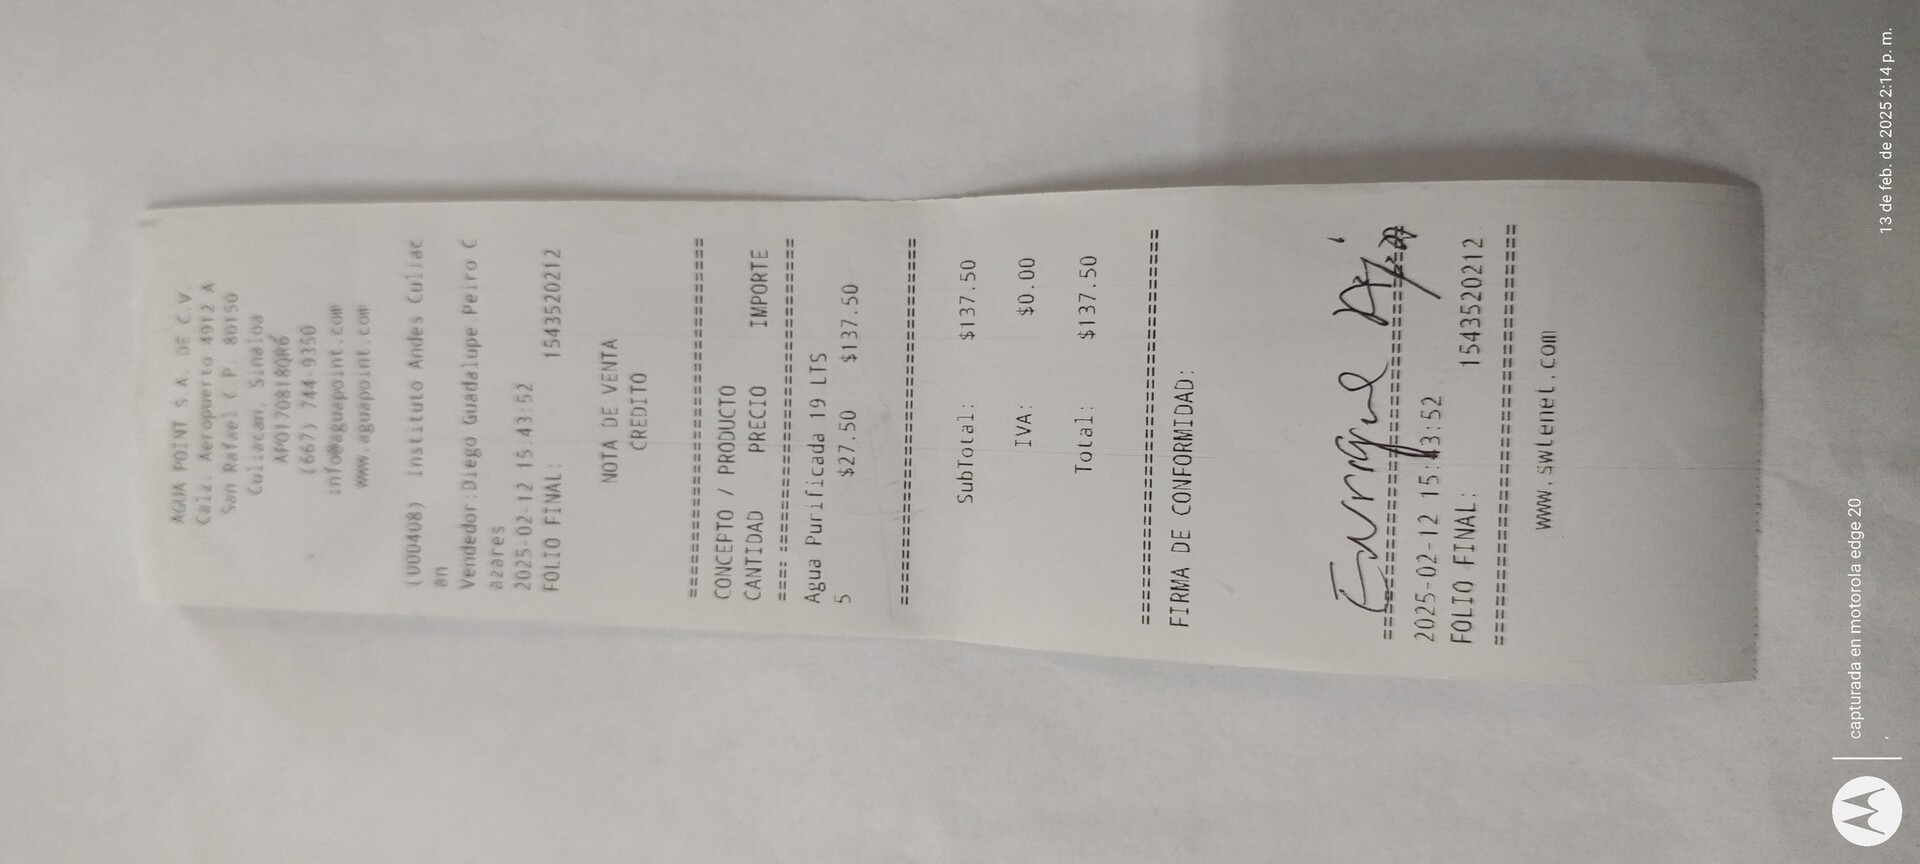 AGUA POINT S.A. DE C.V.
Calz. Aeropuerto 4912 A
San Rafael C.P. 80150
Culiacan, Sinaloa
APO170818QR6
(667) 744-9350
info@aguapoint.com
www.aguapoint.com
(000408) Instituto Andes Culiac
an
Vendedor:Diego Guadalupe Peiro C
azares
2025-02-12 15:43:52
FOLIO FINAL: 1543520212
NOTA DE VENTA
CREDITO
================================
CONCEPTO / PRODUCTO
CANTIDAD PRECIO IMPORTE
================================
Agua Purificada 19 LTS
5 $27.50 $137.50
================================
SubTotal: $137.50
IVA: $0.00
Total: $137.50
================================
FIRMA DE CONFORMIDAD:
Enrique
================================
2025-02-12 15:43:52
FOLIO FINAL: 1543520212
================================
www.swtenet.com
capturada en motorola edge 20
13 de feb. de 2025 2:14 p. m.